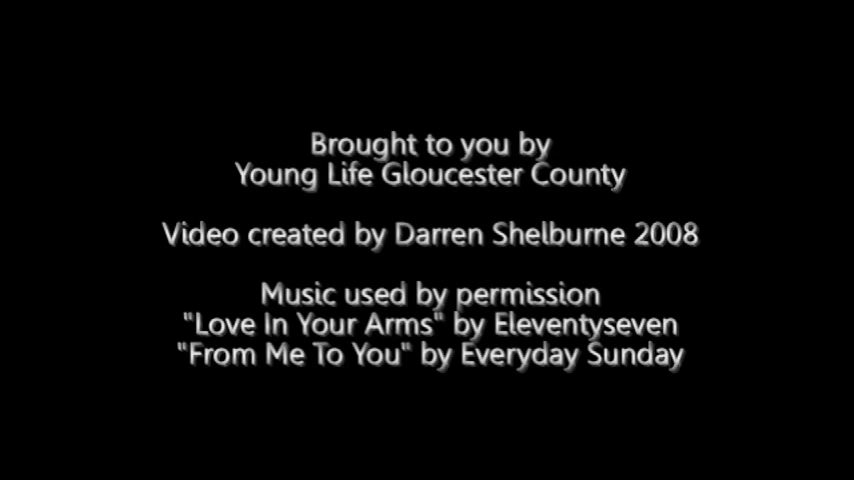 Brought to you by
Young Life Gloucester County
Video created by Darren Shelburne 2008
Music used by permission
"Love In Your Arms" by Eleventyseven
"From Me To You" by Everyday Sunday